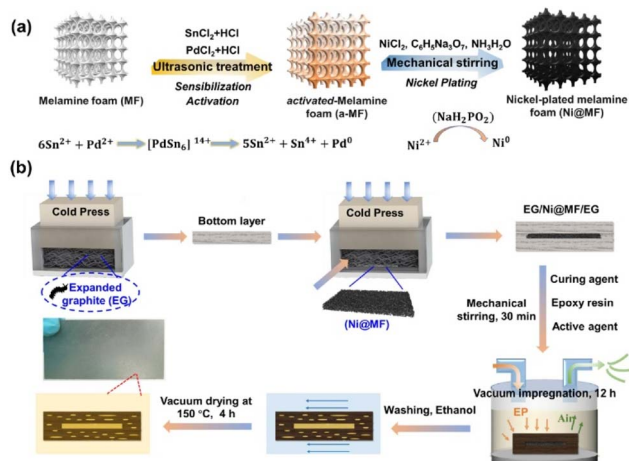 (a)
SnCl2+HCl
PdCl2+HCl
Ultrasonic treatment
Sensibilization
Activation
NiCl2, C6H5Na3O7, NH3H2O
Mechanical stirring
Nickel Plating
Melamine foam (MF)
activated-Melamine
foam (a-MF)
Nickel-plated melamine
foam (Ni@MF)
6Sn2+ + Pd2+ [PdSn6] 14+ 5Sn2+ + Sn4+ + Pd0
(NaH2PO2)
Ni2+ Ni0
(b)
Cold Press
Bottom layer
Cold Press
EG/Ni@MF/EG
Expanded
graphite (EG)
(Ni@MF)
Mechanical
stirring, 30 min
Curing agent
Epoxy resin
Active agent
Vacuum drying at
150 °C, 4 h
Washing, Ethanol
Vacuum Impregnation, 12 h
EP
Air